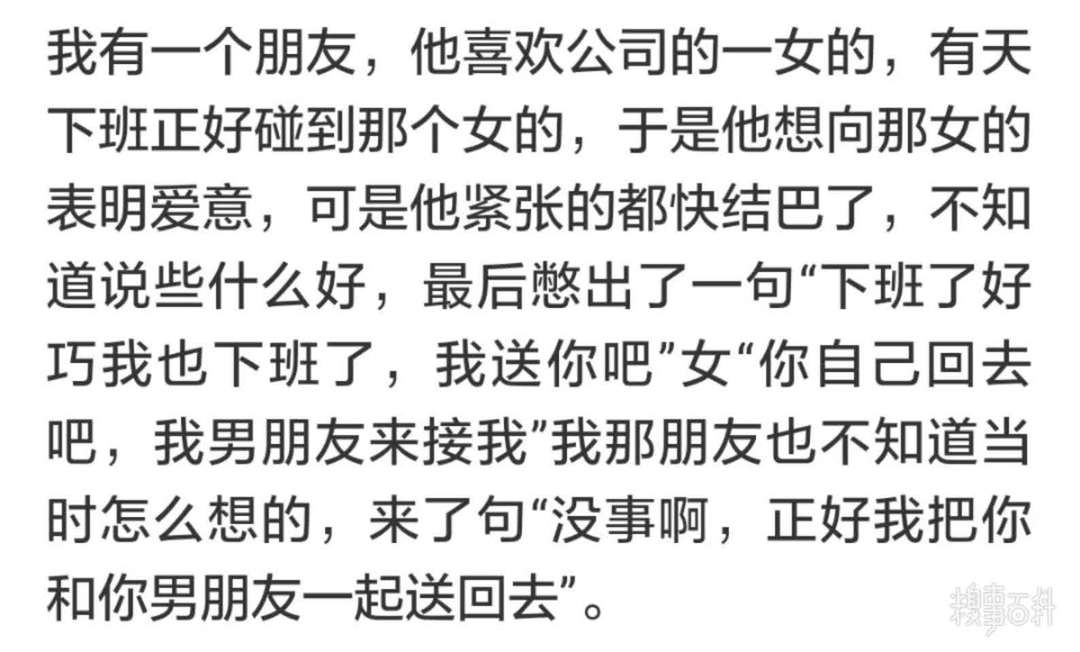 我有一个朋友，他喜欢公司的一女的，有天
下班正好碰到那个女的，于是他想向那女的
表明爱意，可是他紧张的都快结巴了，不知
道说些什么好，最后憋出了一句“下班了好
巧我也下班了，我送你吧”女“你自己回去
吧，我男朋友来接我”我那朋友也不知道当
时怎么想的，来了句“没事啊，正好我把你
和你男朋友一起送回去”。
搜事百科